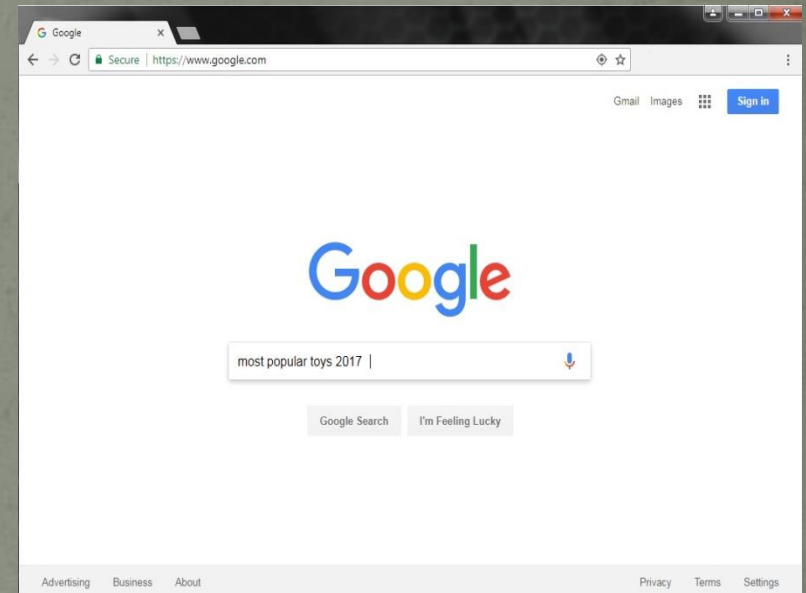 Google
Secure | https://www.google.com
Gmail Images Sign in
Google
most popular toys 2017
Google Search I'm Feeling Lucky
Advertising Business About Privacy Terms Settings